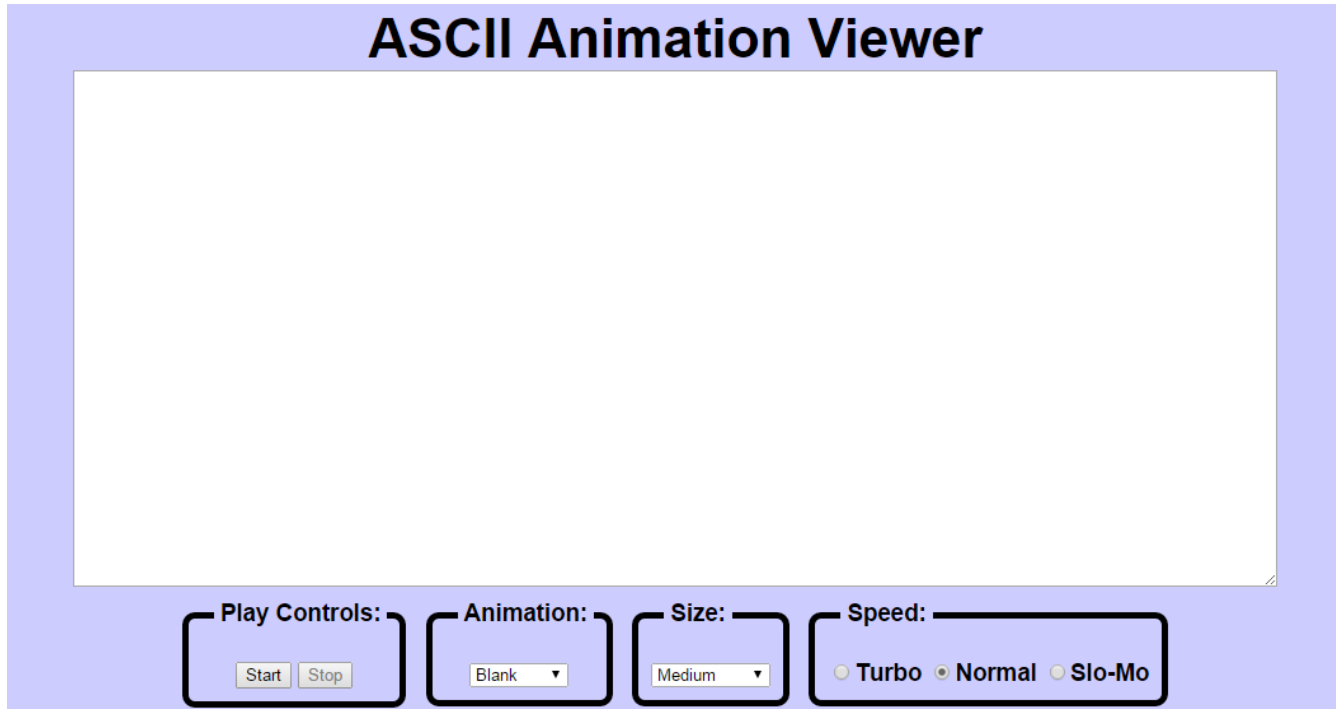 ASCII Animation Viewer
Play Controls: Animation: Size: Speed:
Start Stop Blank Medium Turbo Normal Slo-Mo